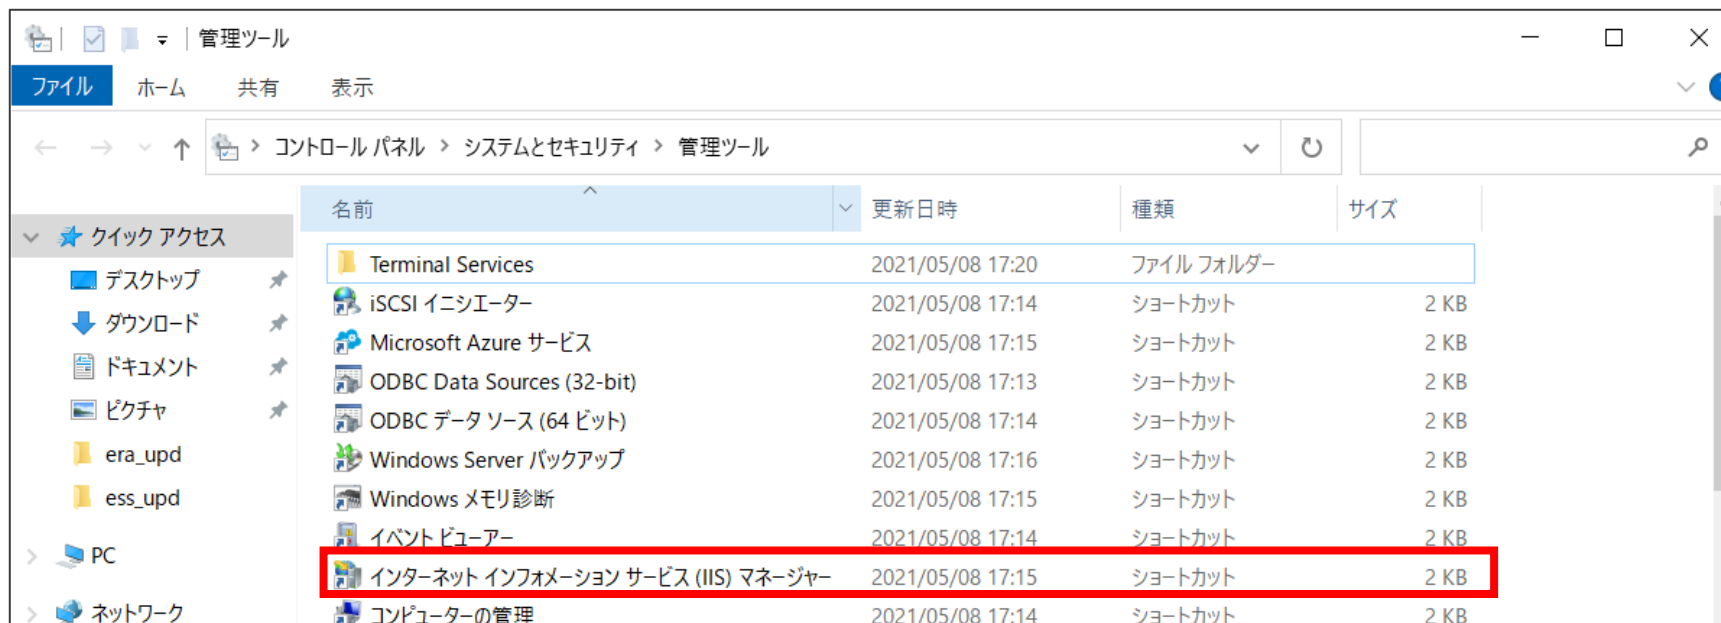 管理ツール
ファイル ホーム 共有 表示
コントロール パネル システムとセキュリティ 管理ツール
名前 更新日時 種類 サイズ
クイック アクセス
デスクトップ
ダウンロード
ドキュメント
ピクチャ
era_upd
ess_upd
PC
ネットワーク
Terminal Services 2021/05/08 17:20 ファイル フォルダー
iSCSI イニシエーター 2021/05/08 17:14 ショートカット 2 KB
Microsoft Azure サービス 2021/05/08 17:15 ショートカット 2 KB
ODBC Data Sources (32-bit) 2021/05/08 17:13 ショートカット 2 KB
ODBC データ ソース (64 ビット) 2021/05/08 17:14 ショートカット 2 KB
Windows Server バックアップ 2021/05/08 17:16 ショートカット 2 KB
Windows メモリ診断 2021/05/08 17:15 ショートカット 2 KB
イベント ビューアー 2021/05/08 17:14 ショートカット 2 KB
インターネット インフォメーション サービス (IIS) マネージャー 2021/05/08 17:15 ショートカット 2 KB
コンピューターの管理 2021/05/08 17:14 ショートカット 2 KB